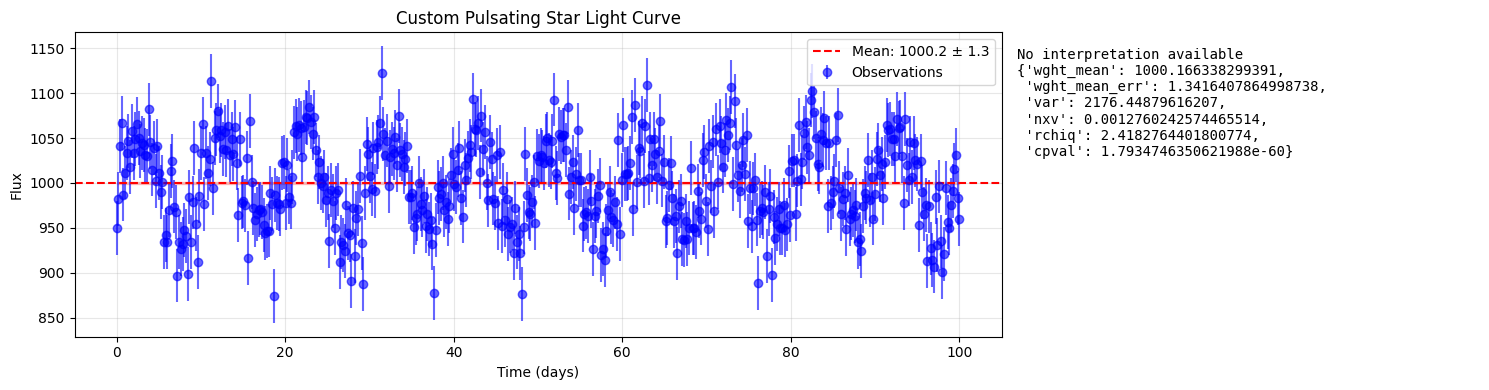 Custom Pulsating Star Light Curve
Flux
1150
1100
1050
1000
950
900
850
Mean: 1000.2 ± 1.3
Observations
0
20
40
60
80
100
Time (days)
No interpretation available
{'wght_mean': 1000.166338299391,
'wght_mean_err': 1.3416407864998738,
'var': 2176.44879616207,
'nxv': 0.0012760242574465514,
'rchiq': 2.4182764401800774,
'cpval': 1.7934746350621988e-60}